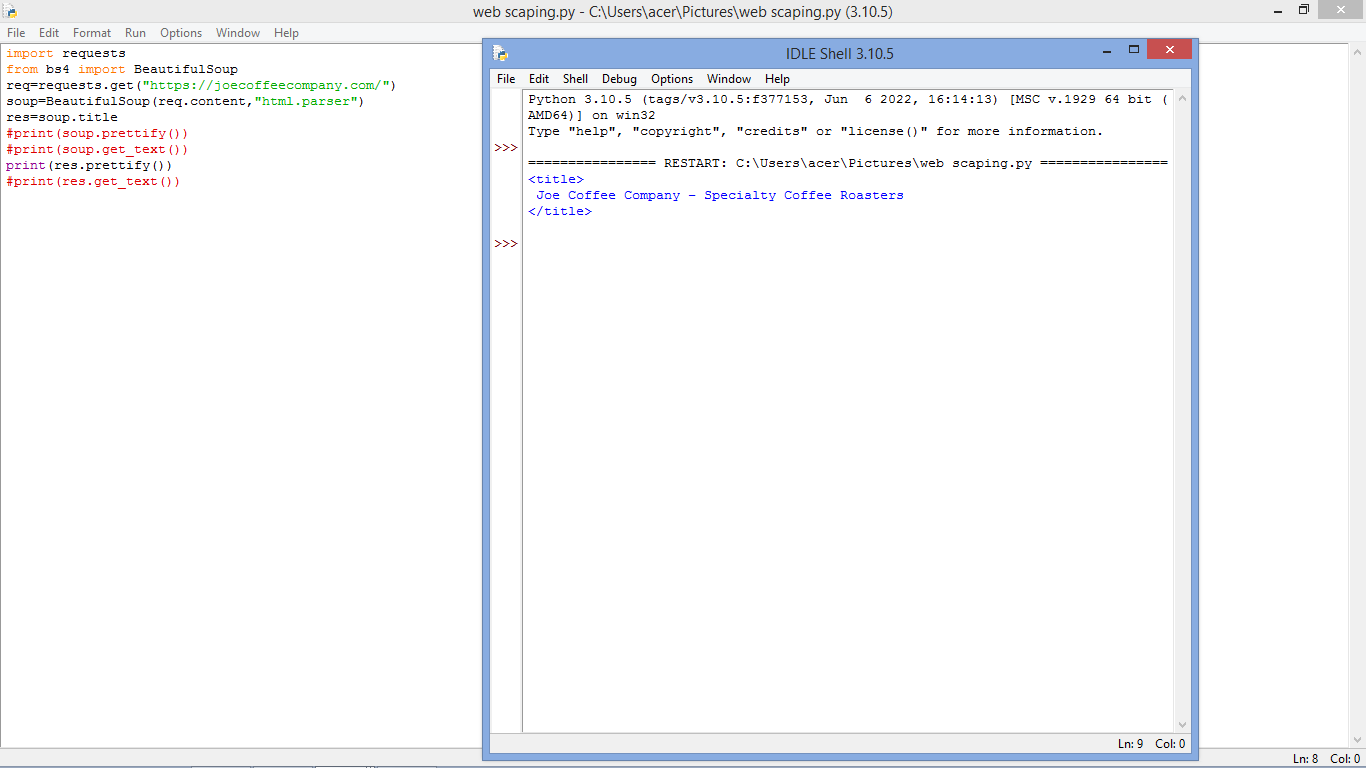 web scaping.py - C:\Users\acer\Pictures\web scaping.py (3.10.5)
File Edit Format Run Options Window Help
import requests
from bs4 import BeautifulSoup
req=requests.get("https://joecoffeecompany.com/")
soup=BeautifulSoup(req.content,"html.parser")
res=soup.title
#print(soup.prettify())
#print(soup.get_text())
print(res.prettify())
#print(res.get_text())
IDLE Shell 3.10.5
File Edit Shell Debug Options Window Help
Python 3.10.5 (tags/v3.10.5:f377153, Jun  6 2022, 16:14:13) [MSC v.1929 64 bit (
AMD64)] on win32
Type "help", "copyright", "credits" or "license()" for more information.
>>>
================ RESTART: C:\Users\acer\Pictures\web scaping.py ================
<title>
 Joe Coffee Company – Specialty Coffee Roasters
</title>
>>>
Ln: 9 Col: 0
Ln: 8 Col: 0